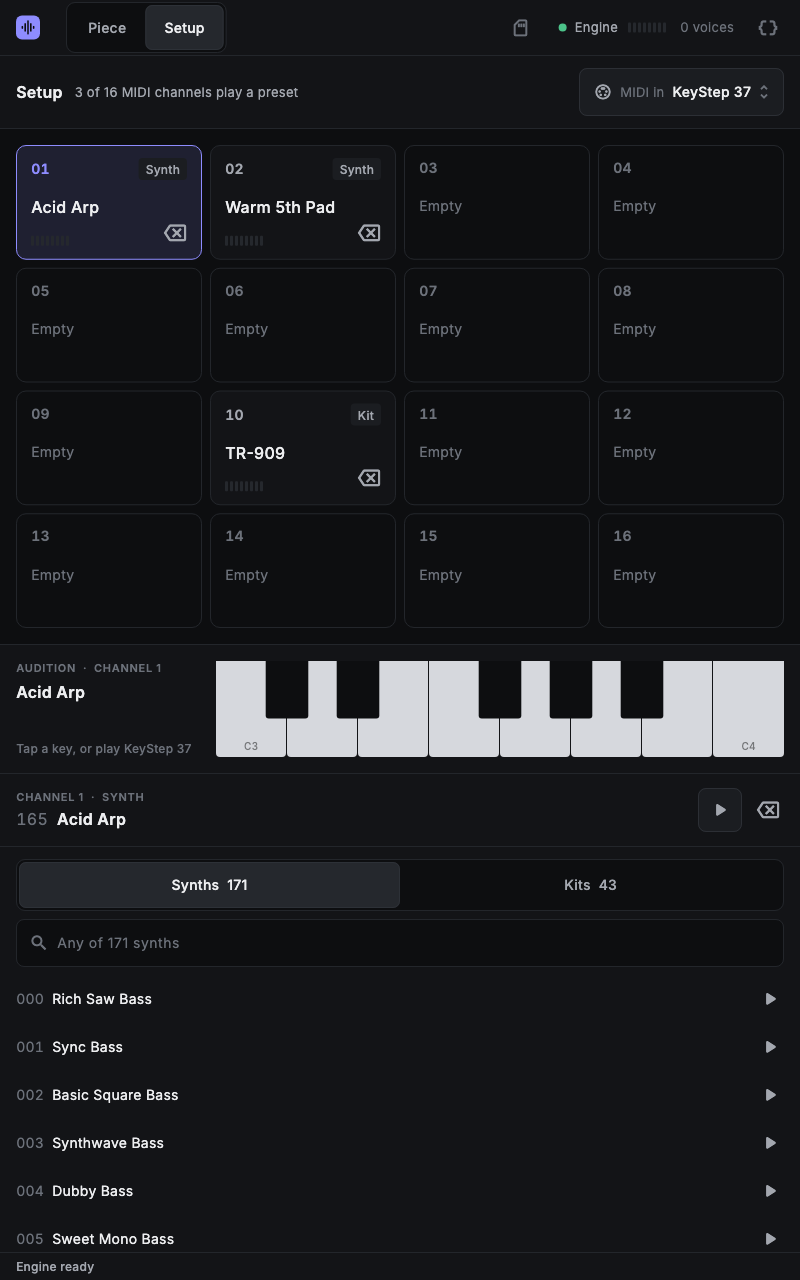 Piece Setup Engine 0 voices
Setup 3 of 16 MIDI channels play a preset MIDI in KeyStep 37
01 Synth 02 Synth 03 04
Acid Arp Warm 5th Pad Empty Empty
05 06 07 08
Empty Empty Empty Empty
09 10 Kit 11 12
Empty TR-909 Empty Empty
13 14 15 16
Empty Empty Empty Empty
AUDITION · CHANNEL 1
Acid Arp
Tap a key, or play KeyStep 37
C3 C4
CHANNEL 1 · SYNTH
165 Acid Arp
Synths 171 Kits 43
Any of 171 synths
000 Rich Saw Bass
001 Sync Bass
002 Basic Square Bass
003 Synthwave Bass
004 Dubby Bass
005 Sweet Mono Bass
Engine ready